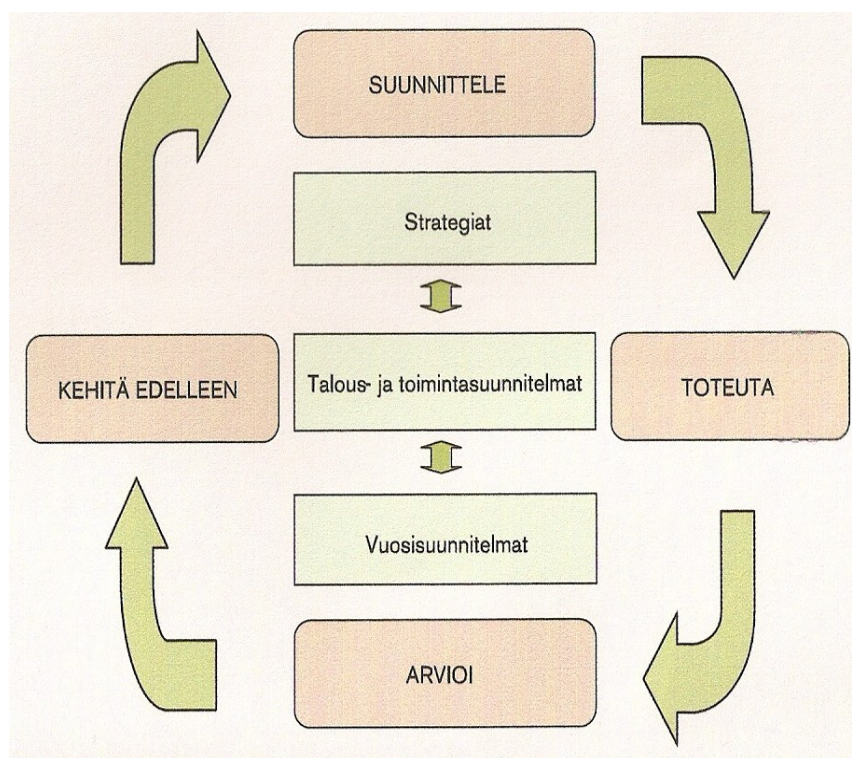 SUUNNITTELE
Strategiat
KEHITÄ EDELLEEN
Talous- ja toimintasuunnitelmat
TOTEUTA
Vuosisuunnitelmat
ARVIOI